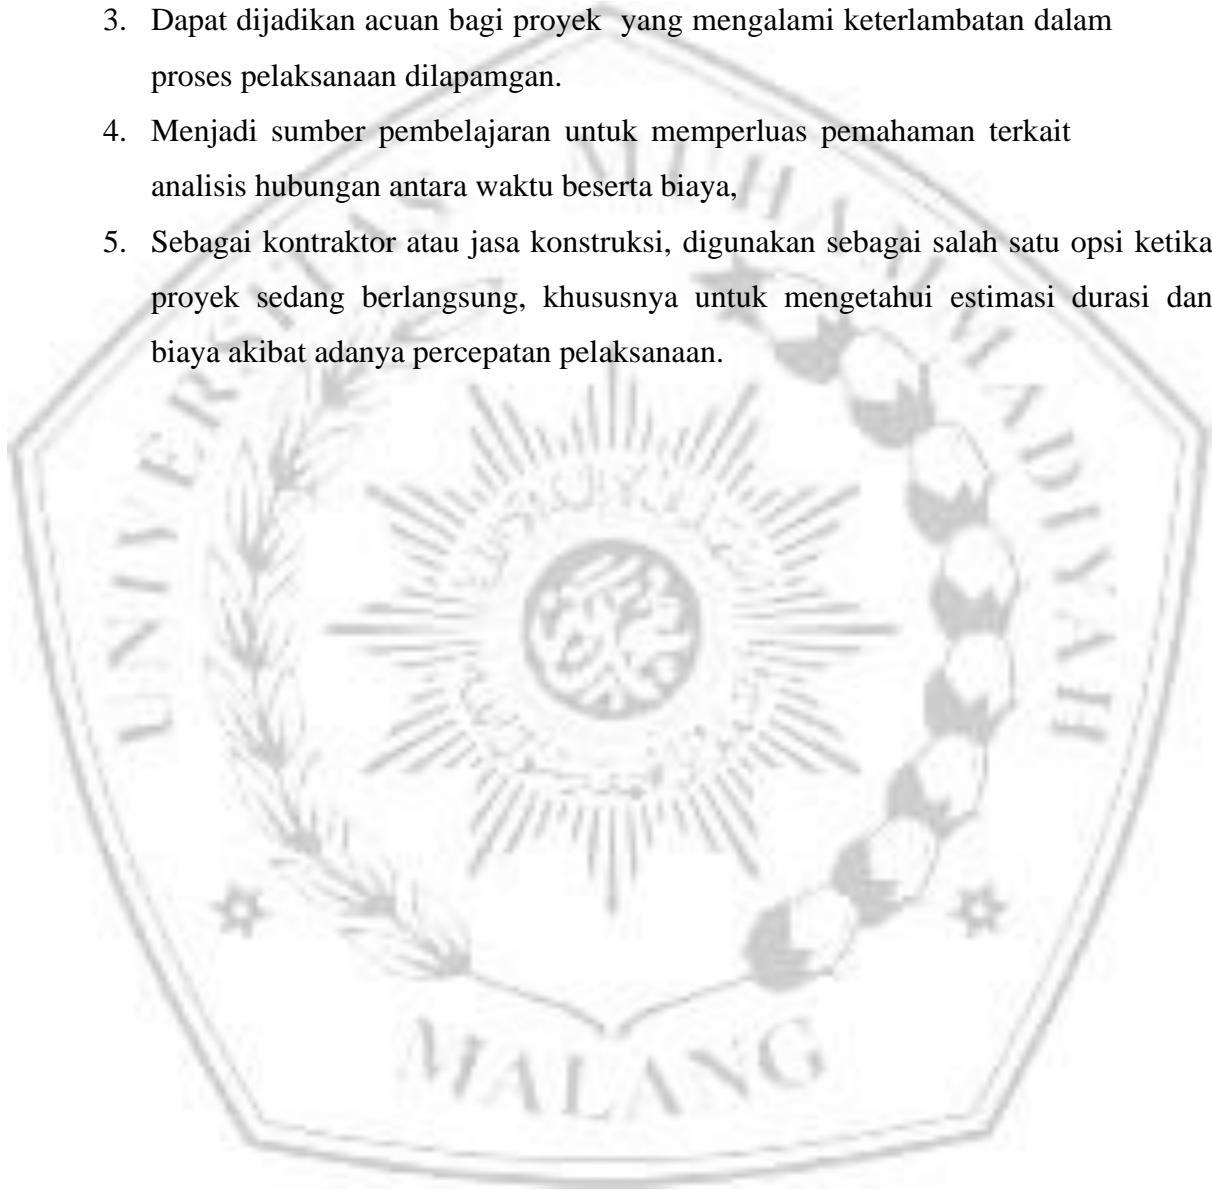 3. Dapat dijadikan acuan bagi proyek  yang mengalami keterlambatan dalam
proses pelaksanaan dilapamgan.
4. Menjadi sumber pembelajaran untuk memperluas pemahaman terkait
analisis hubungan antara waktu beserta biaya,
5. Sebagai kontraktor atau jasa konstruksi, digunakan sebagai salah satu opsi ketika
proyek sedang berlangsung, khususnya untuk mengetahui estimasi durasi dan
biaya akibat adanya percepatan pelaksanaan.
UNIVERSITAS MUHAMMADIYAH
MALANG